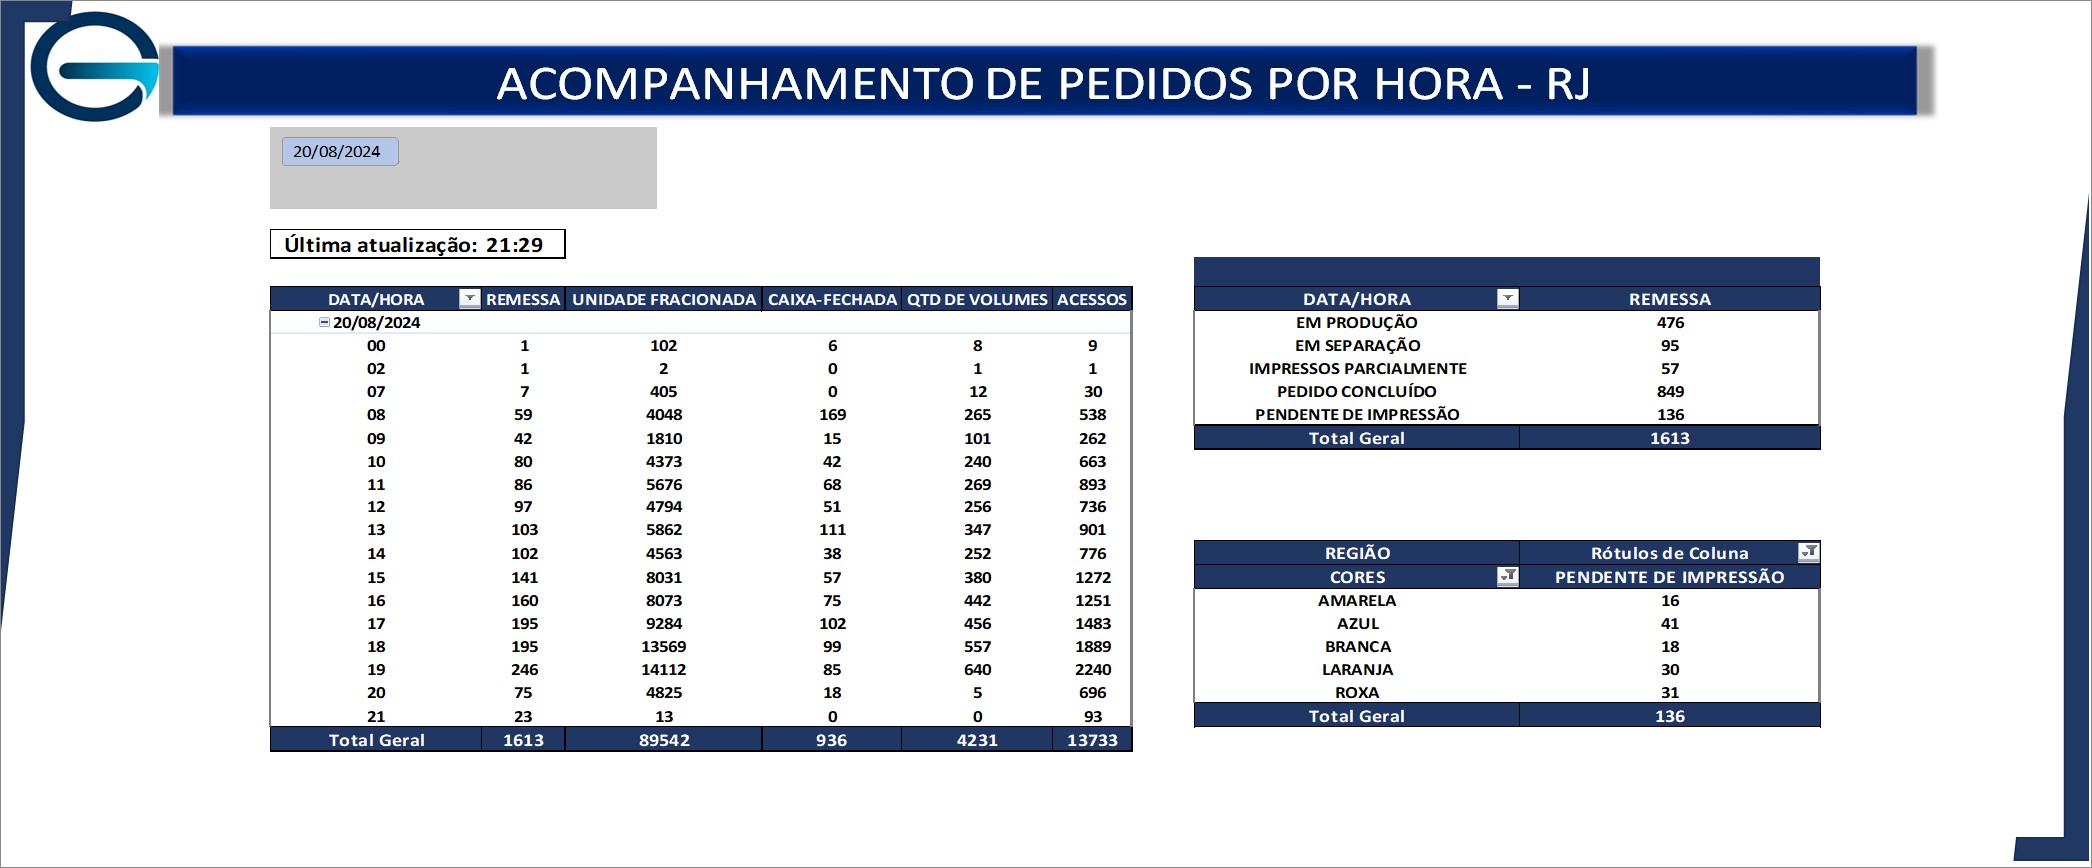 ACOMPANHAMENTO DE PEDIDOS POR HORA - RJ
20/08/2024
Última atualização: 21:29
DATA/HORA REMESSA UNIDADE FRACIONADA CAIXA-FECHADA QTD DE VOLUMES ACESSOS
20/08/2024
00 1 102 6 8 9
02 1 2 0 1 1
07 7 405 0 12 30
08 59 4048 169 265 538
09 42 1810 15 101 262
10 80 4373 42 240 663
11 86 5676 68 269 893
12 97 4794 51 256 736
13 103 5862 111 347 901
14 102 4563 38 252 776
15 141 8031 57 380 1272
16 160 8073 75 442 1251
17 195 9284 102 456 1483
18 195 13569 99 557 1889
19 246 14112 85 640 2240
20 75 4825 18 5 696
21 23 13 0 0 93
Total Geral 1613 89542 936 4231 13733
DATA/HORA REMESSA
EM PRODUÇÃO 476
EM SEPARAÇÃO 95
IMPRESSOS PARCIALMENTE 57
PEDIDO CONCLUÍDO 849
PENDENTE DE IMPRESSÃO 136
Total Geral 1613
REGIÃO Rótulos de Coluna
CORES PENDENTE DE IMPRESSÃO
AMARELA 16
AZUL 41
BRANCA 18
LARANJA 30
ROXA 31
Total Geral 136